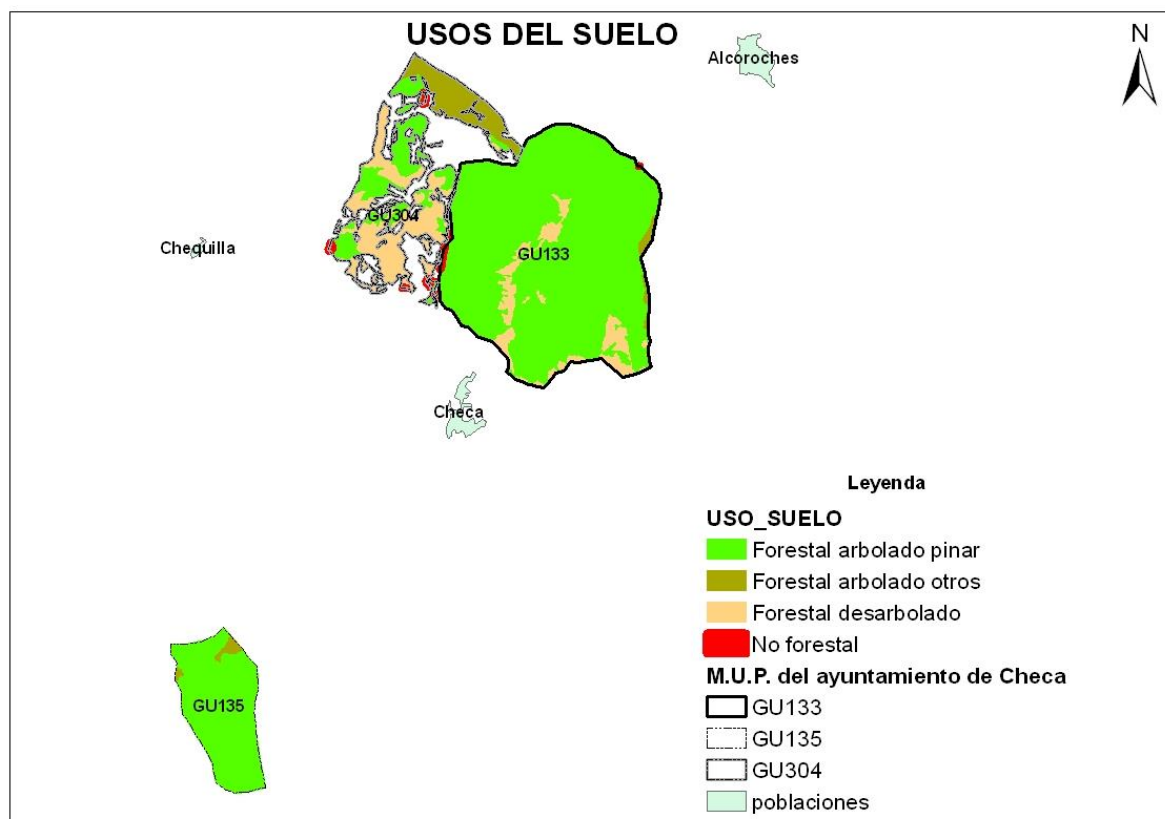 USOS DEL SUELO
Alcoroches
N
GU304
Chequilla
GU133
Checa
Leyenda
USO_SUELO
Forestal arbolado pinar
Forestal arbolado otros
Forestal desarbolado
No forestal
M.U.P. del ayuntamiento de Checa
GU133
GU135
GU304
poblaciones
GU135